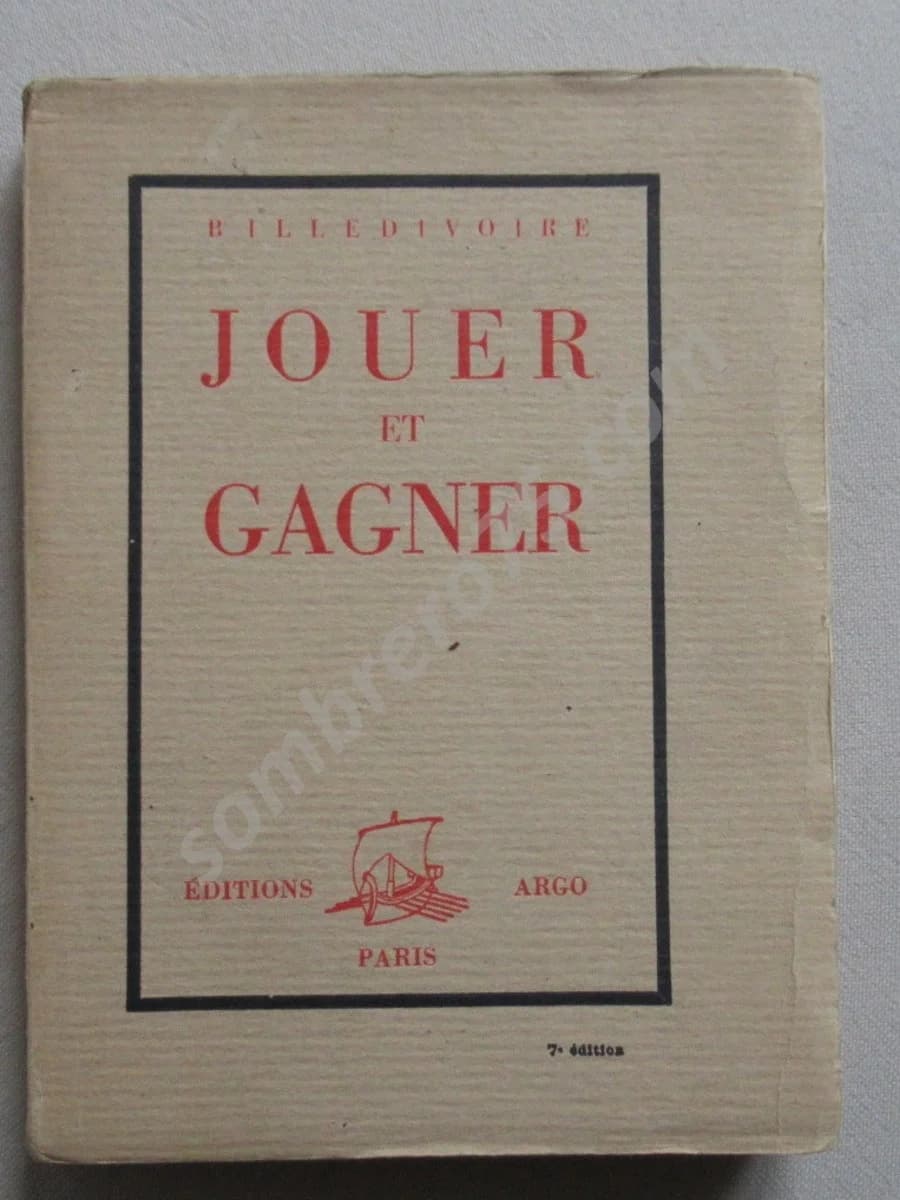 BILLEDIVOIRE
JOUER
ET
GAGNER
ÉDITIONS ARGO
PARIS
7e édition